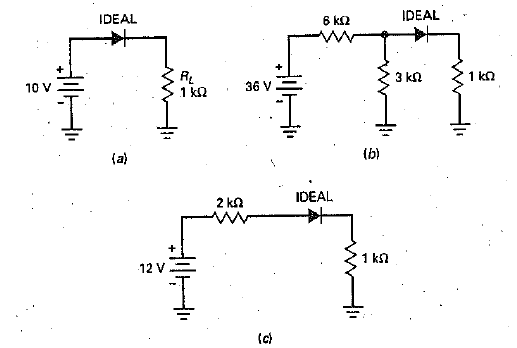 IDEAL
10 V
+
−
R_L
1 kΩ
(a)
6 kΩ
IDEAL
36 V
+
−
3 kΩ
1 kΩ
(b)
2 kΩ
IDEAL
12 V
+
−
1 kΩ
(c)